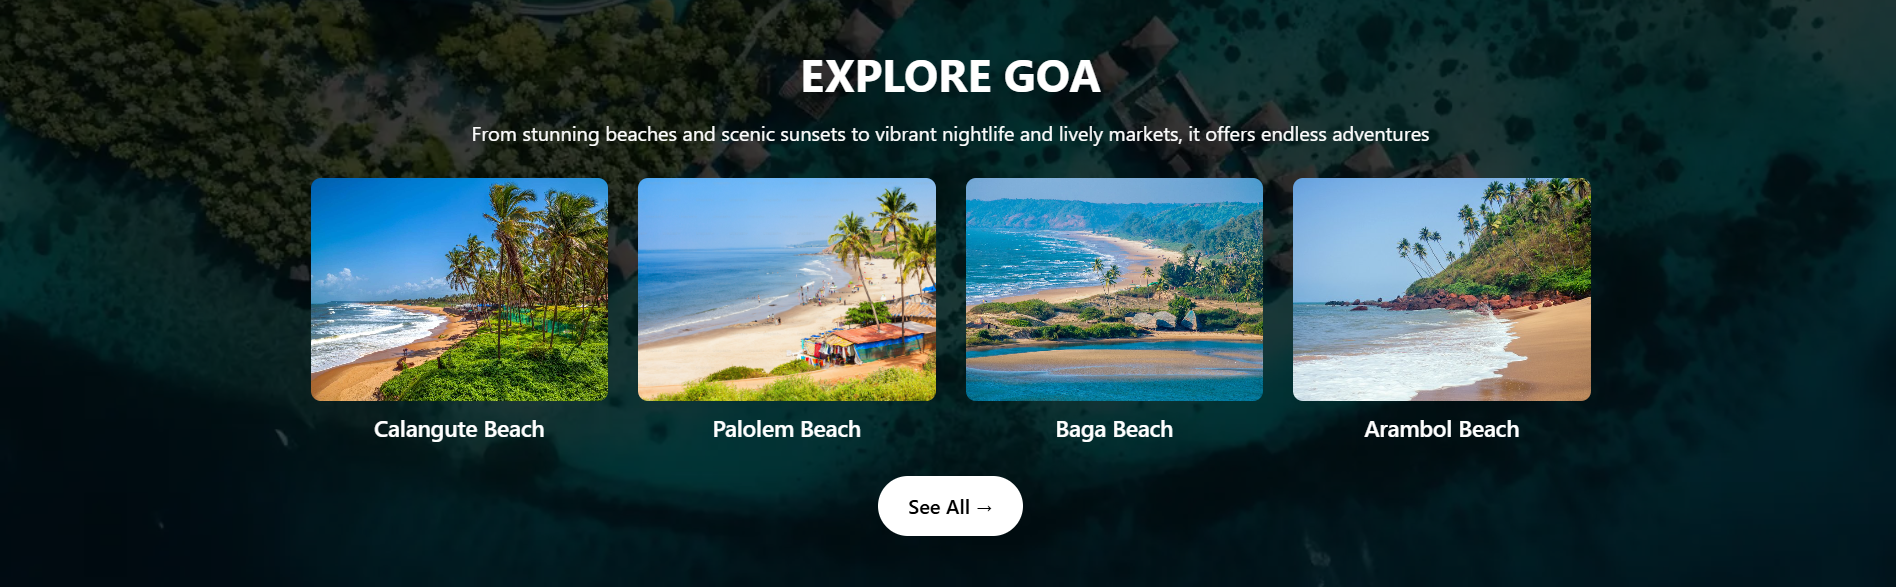 EXPLORE GOA
From stunning beaches and scenic sunsets to vibrant nightlife and lively markets, it offers endless adventures
Calangute Beach
Palolem Beach
Baga Beach
Arambol Beach
See All →